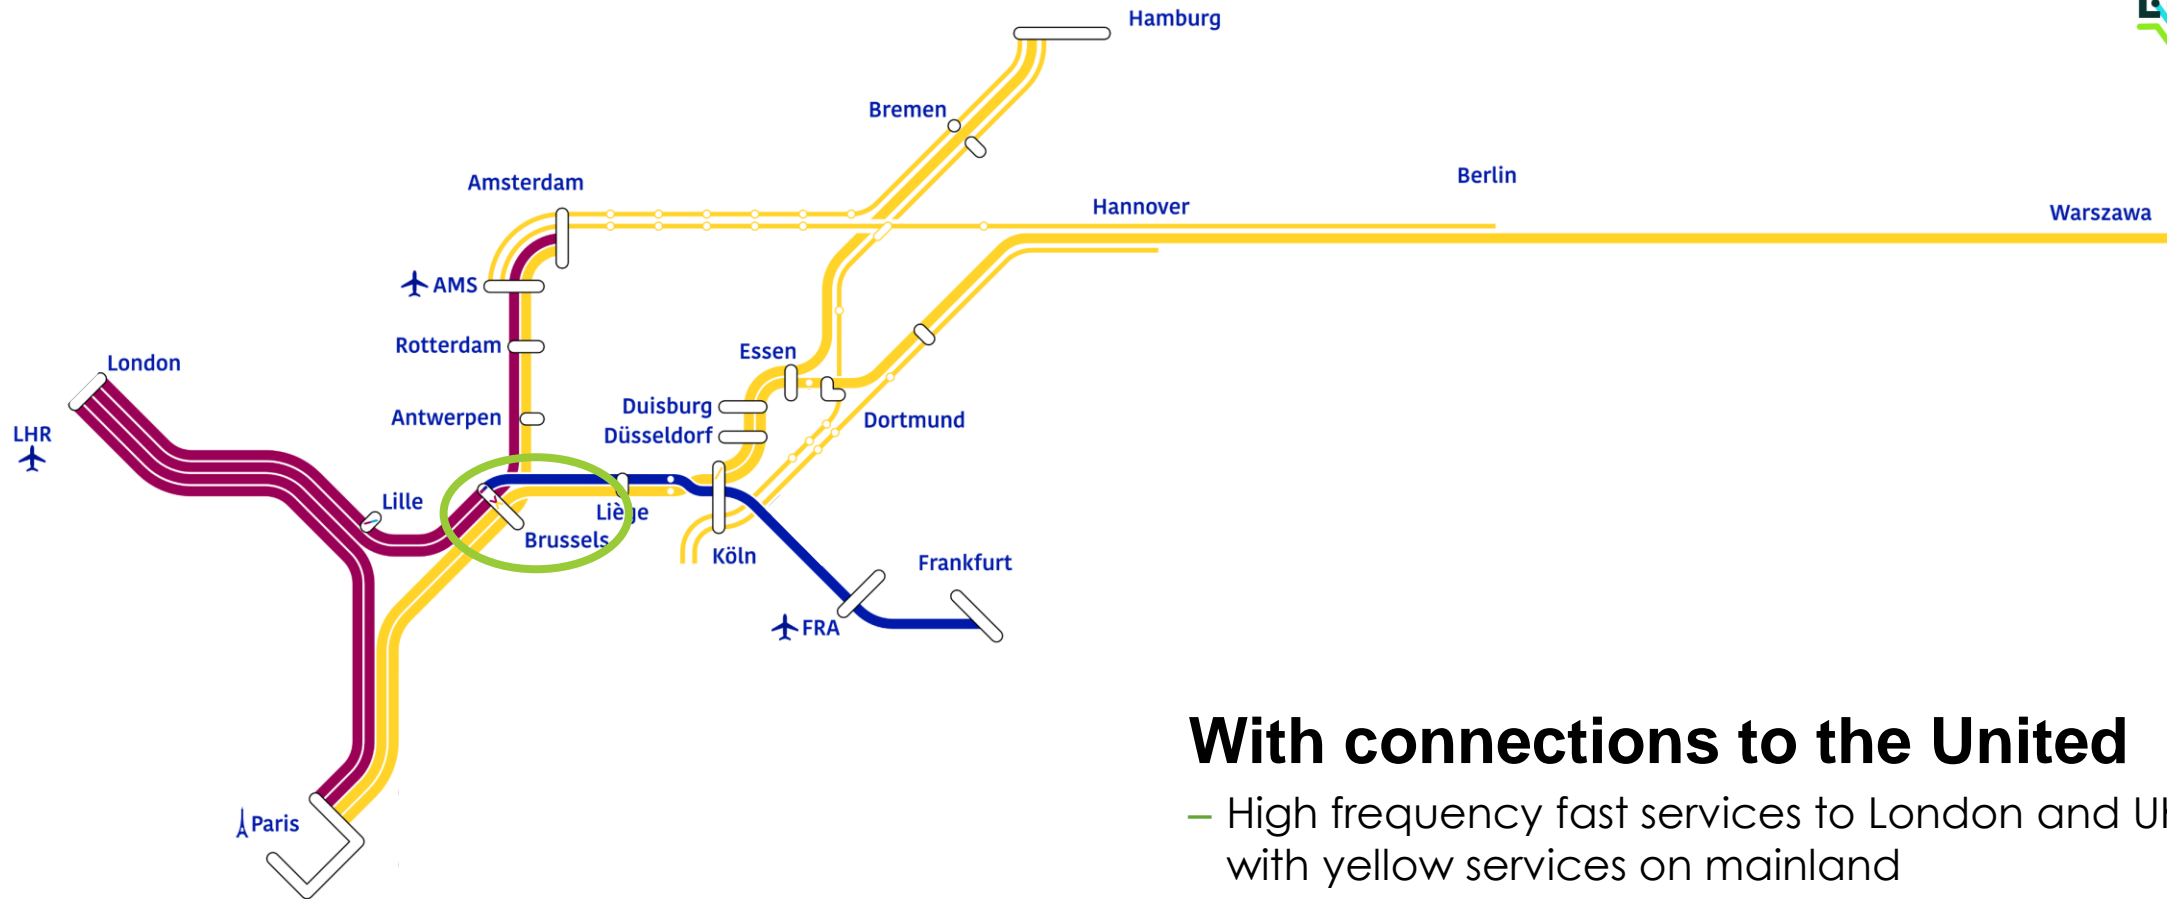 Hamburg
Bremen
Amsterdam
Berlin
Hannover
Warszawa
AMS
Rotterdam
Essen
London
Duisburg
Antwerpen
Dortmund
LHR
Düsseldorf
Lille
Liège
Brussels
Köln
Frankfurt
FRA
Paris
With connections to the United
– High frequency fast services to London and
with yellow services on mainland